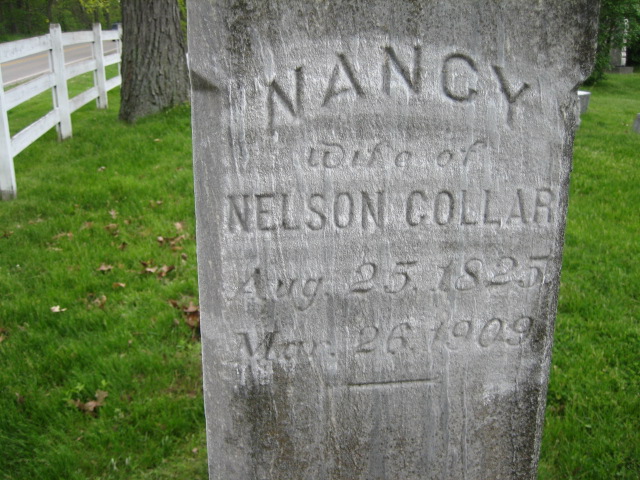 NANCY
wife of
NELSON COLLAR
Aug. 25, 1825.
Mar. 26, 1909.